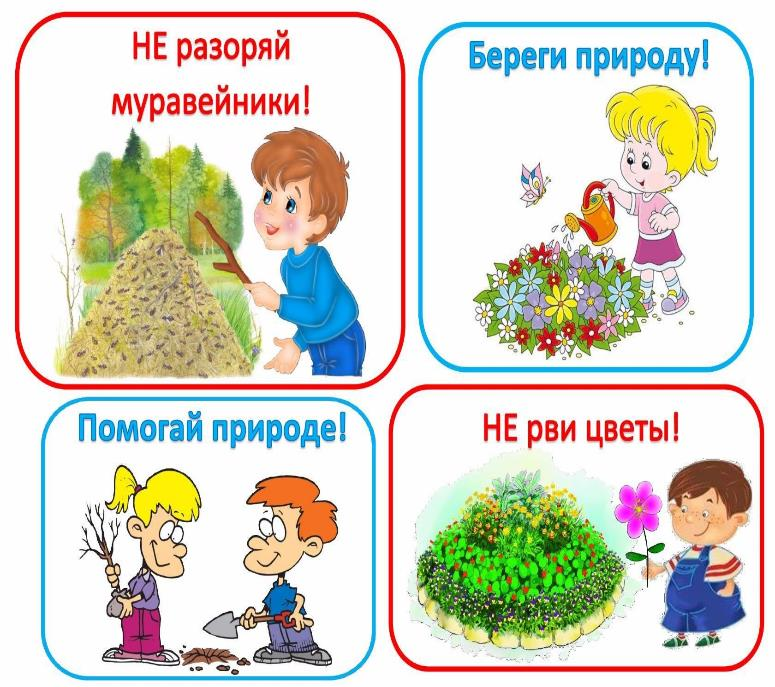 НЕ разоряй
муравейники!
Береги природу!
Помогай природе!
НЕ рви цветы!